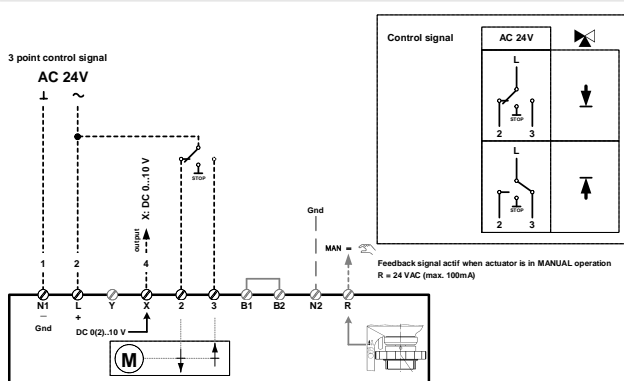 3 point control signal
AC 24V
⊥ ~
STOP
output X: DC 0..10 V
Gnd
MAN =
1 2 4
N1 L Y X 2 3 B1 B2 N2 R
– +
Gnd
DC 0(2)..10 V
M
Control signal
AC 24V
L
STOP
2 3
L
STOP
2 3
Feedback signal actif when actuator is in MANUAL operation
R = 24 VAC (max. 100mA)